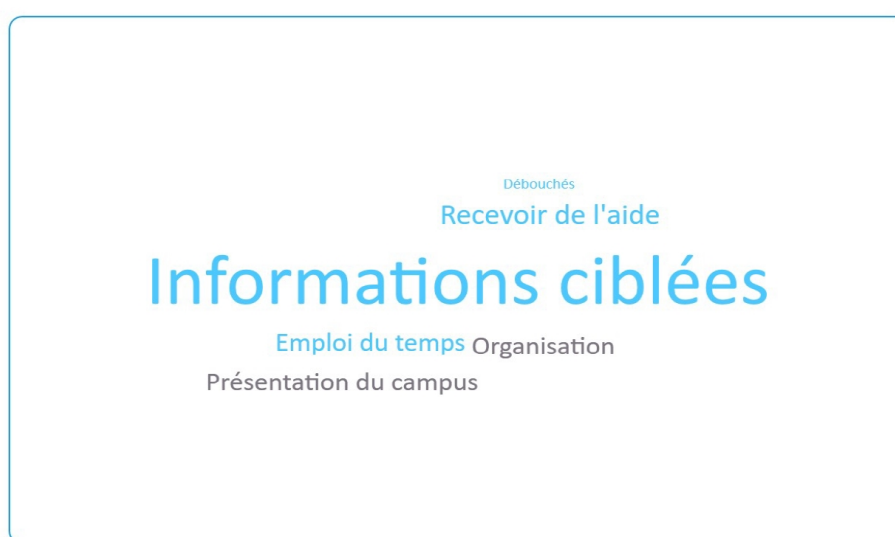 Débouchés
Recevoir de l'aide
Informations ciblées
Emploi du temps Organisation
Présentation du campus